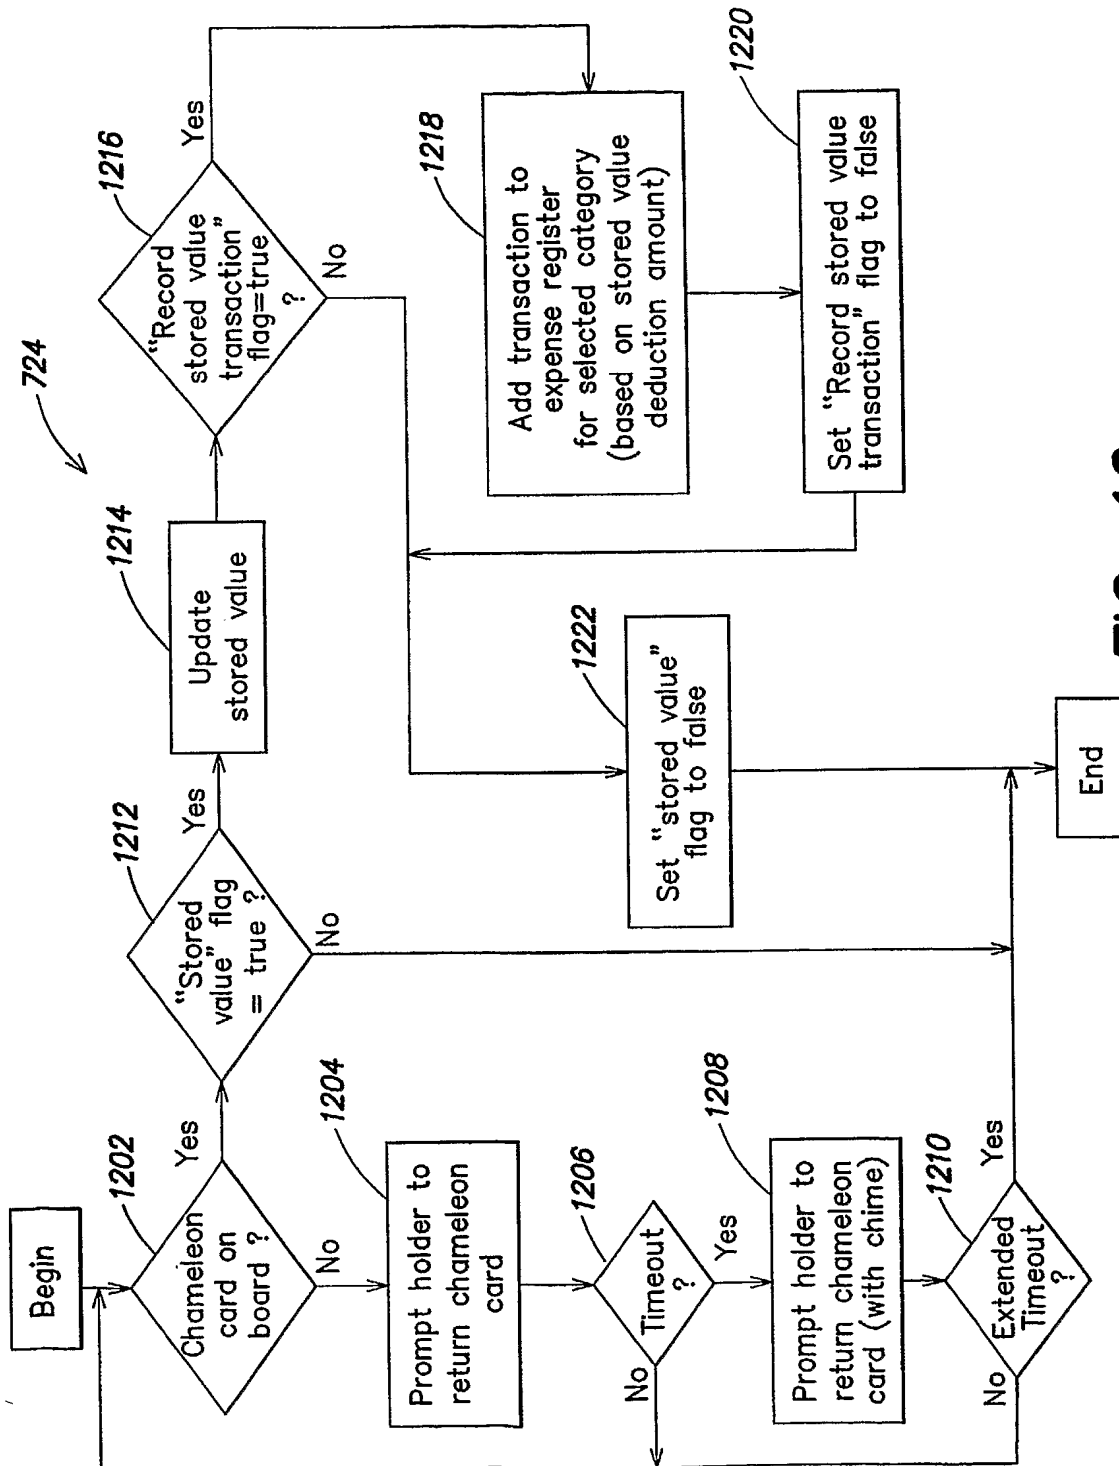 724
Begin
1202
Chameleon
card on
board ?
Yes
No
1204
Prompt holder to
return chameleon
card
1206
Timeout
?
No
Yes
1208
Prompt holder to
return chameleon
card (with chime)
1210
Extended
Timeout
?
No
Yes
1212
“Stored
value” flag
= true ?
Yes
No
1214
Update
stored value
1216
“Record
stored value
transaction”
flag=true
?
Yes
No
1218
Add transaction to
expense register
for selected category
(based on stored value
deduction amount)
1220
Set “Record stored value
transaction” flag to false
1222
Set “stored value”
flag to false
End